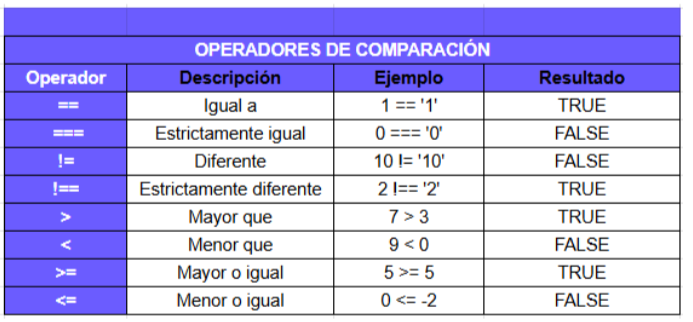 OPERADORES DE COMPARACIÓN
Operador Descripción Ejemplo Resultado
== Igual a 1 == '1' TRUE
=== Estrictamente igual 0 === '0' FALSE
!= Diferente 10 != '10' FALSE
!== Estrictamente diferente 2 !== '2' TRUE
> Mayor que 7 > 3 TRUE
< Menor que 9 < 0 FALSE
>= Mayor o igual 5 >= 5 TRUE
<= Menor o igual 0 <= -2 FALSE